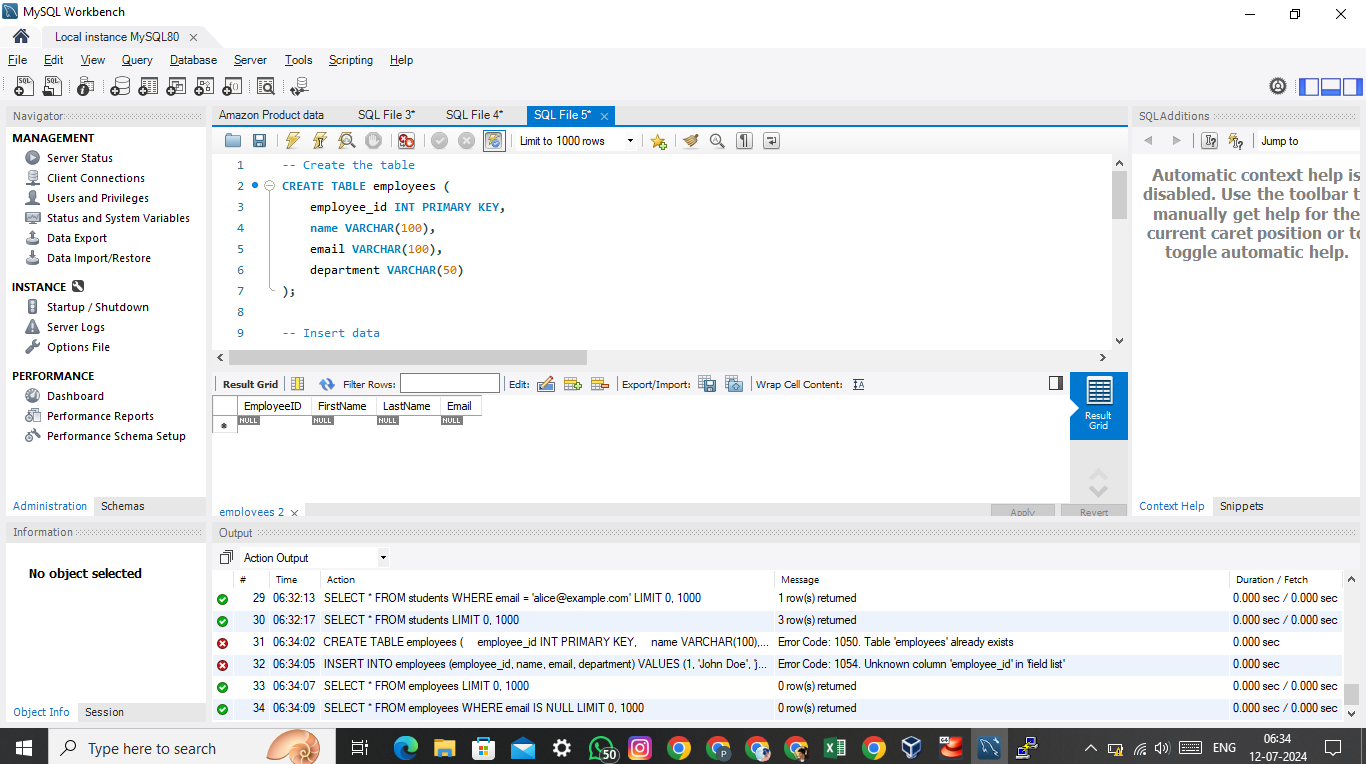 MySQL Workbench
Local instance MySQL80
File Edit View Query Database Server Tools Scripting Help
Navigator
MANAGEMENT
Server Status
Client Connections
Users and Privileges
Status and System Variables
Data Export
Data Import/Restore
INSTANCE
Startup / Shutdown
Server Logs
Options File
PERFORMANCE
Dashboard
Performance Reports
Performance Schema Setup
Administration Schemas
Information
No object selected
Object Info Session
Amazon Product data SQL File 3* SQL File 4* SQL File 5*
Limit to 1000 rows
1 -- Create the table
2 CREATE TABLE employees (
3 employee_id INT PRIMARY KEY,
4 name VARCHAR(100),
5 email VARCHAR(100),
6 department VARCHAR(50)
7 );
8
9 -- Insert data
Result Grid Filter Rows: Edit: Export/Import: Wrap Cell Content:
EmployeeID FirstName LastName Email
NULL NULL NULL NULL
Result
Grid
employees 2 Apply Revert
SQLAdditions
Jump to
Automatic context help is
disabled. Use the toolbar t
manually get help for the
current caret position or to
toggle automatic help.
Context Help Snippets
Output
Action Output
# Time Action Message Duration / Fetch
29 06:32:13 SELECT * FROM students WHERE email = 'alice@example.com' LIMIT 0, 1000 1 row(s) returned 0.000 sec / 0.000 sec
30 06:32:17 SELECT * FROM students LIMIT 0, 1000 3 row(s) returned 0.000 sec / 0.000 sec
31 06:34:02 CREATE TABLE employees ( employee_id INT PRIMARY KEY, name VARCHAR(100),... Error Code: 1050. Table 'employees' already exists 0.000 sec
32 06:34:05 INSERT INTO employees (employee_id, name, email, department) VALUES (1, 'John Doe', 'j... Error Code: 1054. Unknown column 'employee_id' in 'field list' 0.000 sec
33 06:34:07 SELECT * FROM employees LIMIT 0, 1000 0 row(s) returned 0.000 sec / 0.000 sec
34 06:34:09 SELECT * FROM employees WHERE email IS NULL LIMIT 0, 1000 0 row(s) returned 0.000 sec / 0.000 sec
Type here to search
50
ENG
06:34
12-07-2024